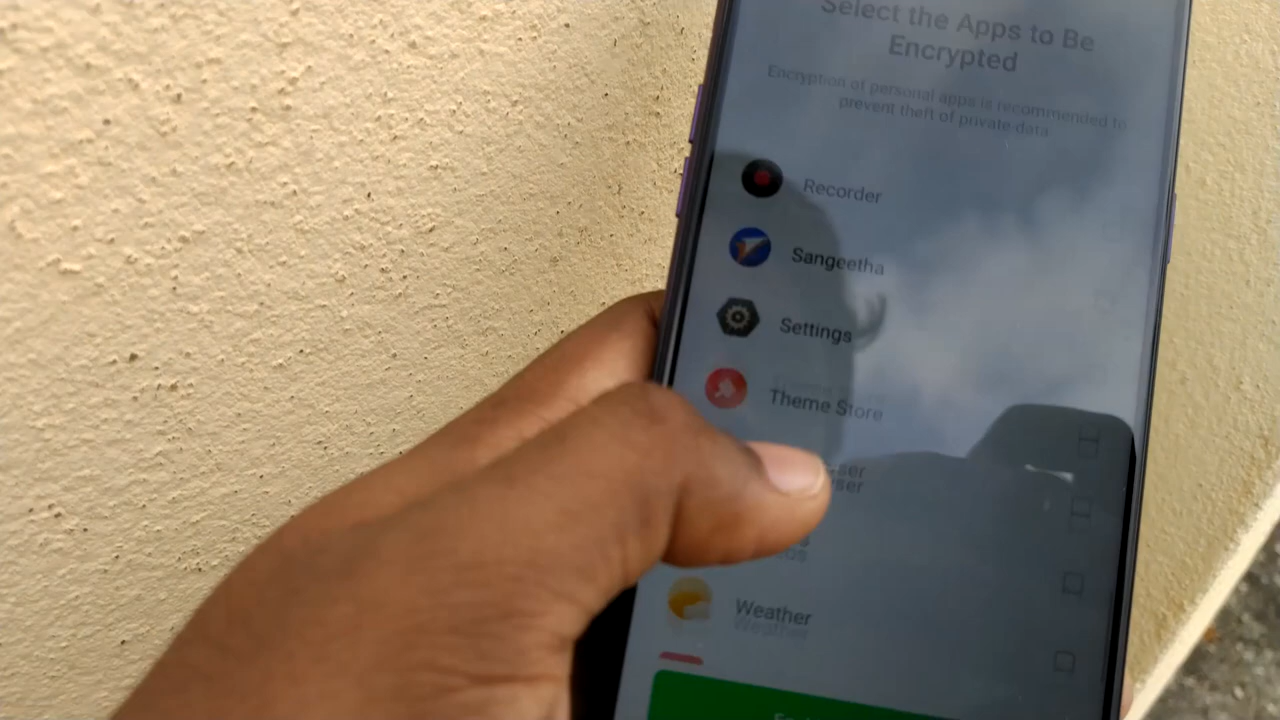 Select the Apps to Be
Encrypted
Encryption of personal apps is recommended to
prevent theft of private data
Recorder
Sangeetha
Settings
Theme Store
Weather